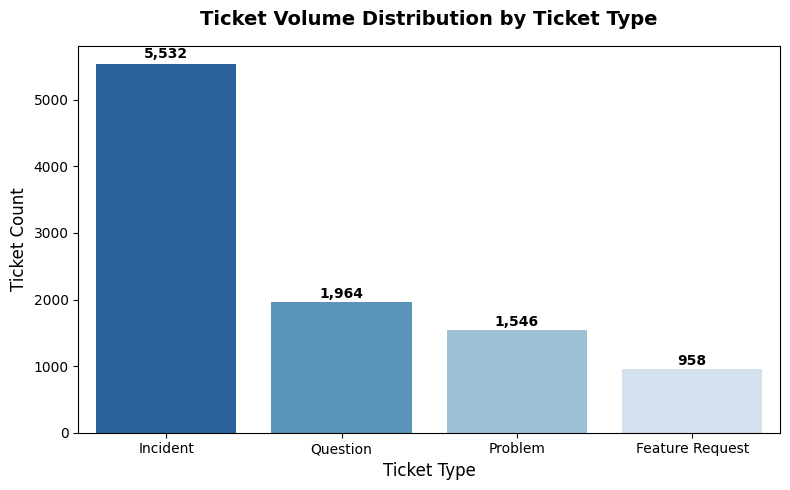 Ticket Volume Distribution by Ticket Type
Ticket Count
5000
4000
3000
2000
1000
0
5,532
1,964
1,546
958
Incident Question Problem Feature Request
Ticket Type